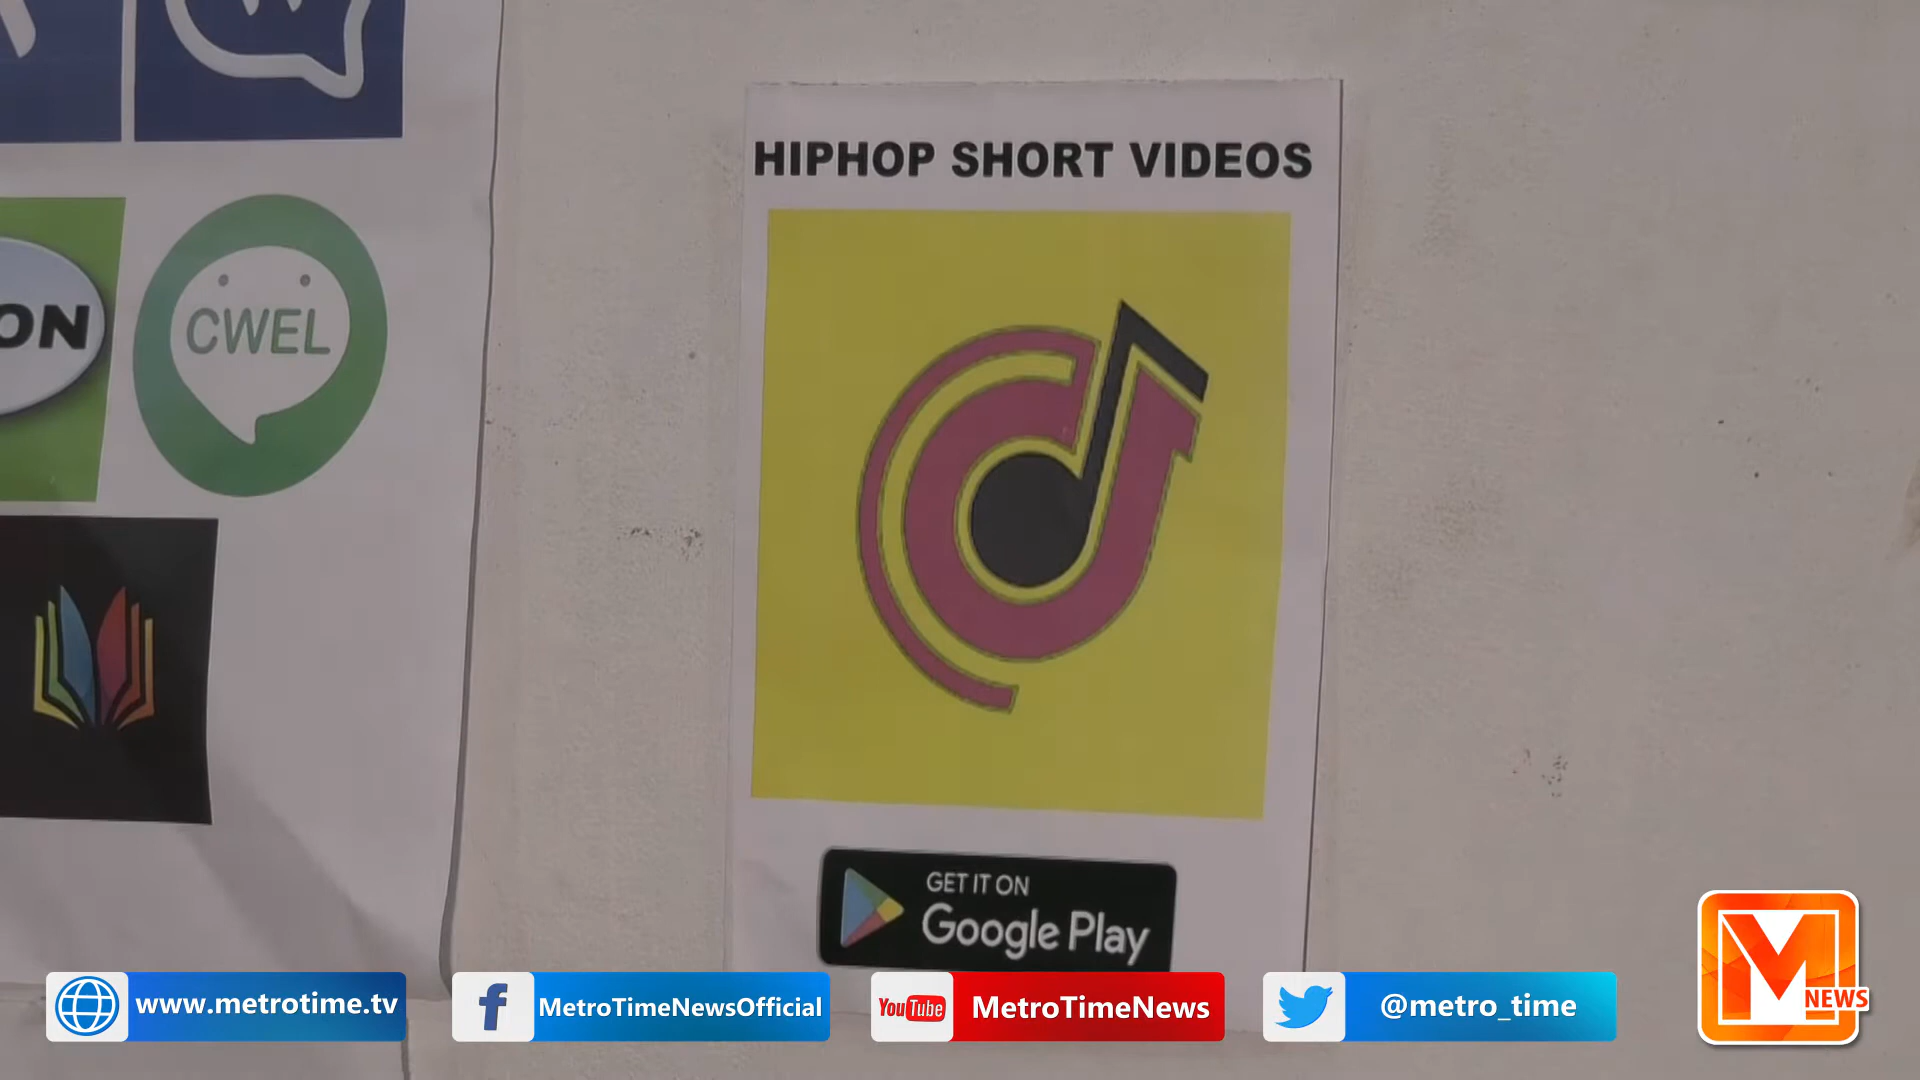 HIPHOP SHORT VIDEOS
ON
CWEL
GET IT ON
Google Play
www.metrotime.tv
MetroTimeNewsOfficial
YouTube
MetroTimeNews
@metro_time
M
NEWS